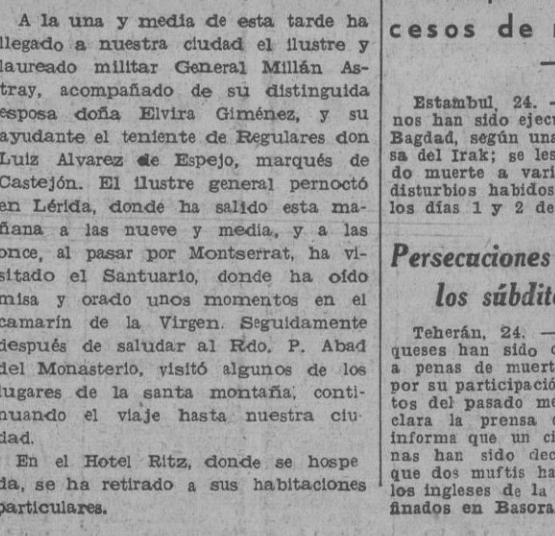 A la una y media de esta tarde ha
llegado a nuestra ciudad el ilustre y
laureado militar General Millán As-
tray, acompañado de su distinguida
esposa doña Elvira Giménez, y su
ayudante el teniente de Regulares don
Luiz Alvarez de Espejo, marqués de
Castejón. El ilustre general pernoctó
en Lérida, donde ha salido esta ma-
ñana a las nueve y media, y a las
once, al pasar por Montserrat, ha vi-
sitado el Santuario, donde ha oído
misa y orado unos momentos en el
camarín de la Virgen. Seguidamente
después de saludar al Rdo. P. Abad
del Monasterio, visitó algunos de los
lugares de la santa montaña, conti-
nuando el viaje hasta nuestra ciu-
dad.
En el Hotel Ritz, donde se hospe
da, se ha retirado a sus habitaciones
particulares.
cesos de
Estambul, 24. —
nos han sido ejecu
Bagdad, según una
sa del Irak; se les
do muerte a vari
disturbios habidos
los días 1 y 2 de
Persecuciones
los súbdito
Teherán, 24. —
queses han sido
a penas de muert
por su participació
tos del pasado me
clara la prensa
informa que un ci
nas han sido dec
que dos muftis ha
los ingleses de la
finados en Basora